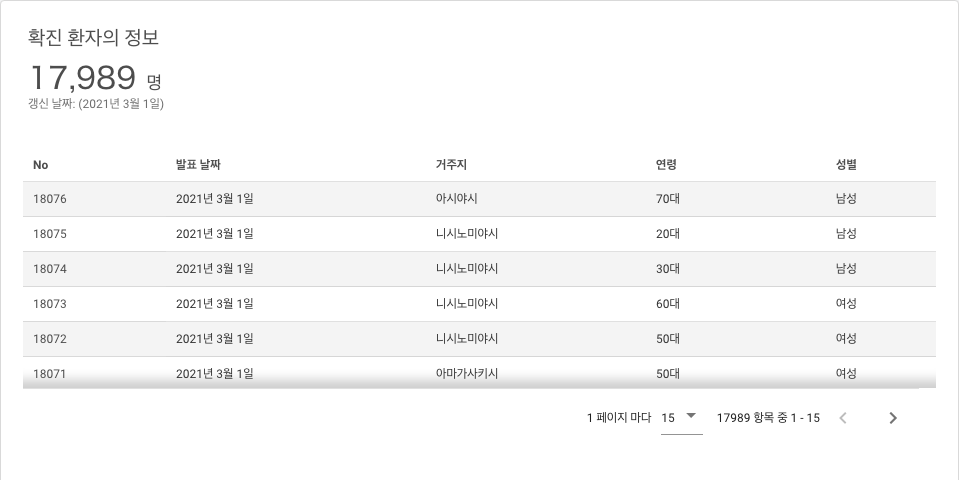 확진 환자의 정보
17,989 명
갱신 날짜: (2021년 3월 1일)
No 발표 날짜 거주지 연령 성별
18076 2021년 3월 1일 아시야시 70대 남성
18075 2021년 3월 1일 니시노미야시 20대 남성
18074 2021년 3월 1일 니시노미야시 30대 남성
18073 2021년 3월 1일 니시노미야시 60대 여성
18072 2021년 3월 1일 니시노미야시 50대 여성
18071 2021년 3월 1일 아마가사키시 50대 여성
1 페이지 마다 15 17989 항목 중 1 - 15